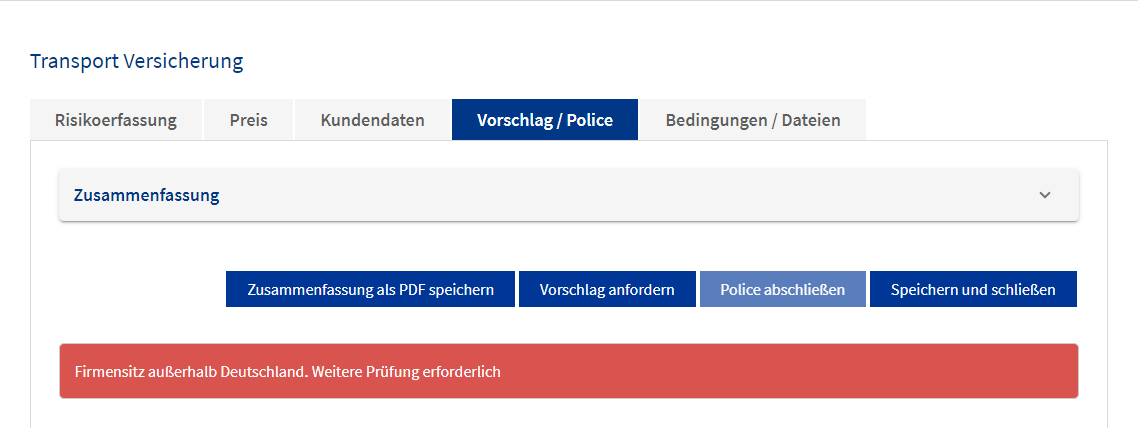 Transport Versicherung
Risikoerfassung Preis Kundendaten Vorschlag / Police Bedingungen / Dateien
Zusammenfassung
Zusammenfassung als PDF speichern Vorschlag anfordern Police abschließen Speichern und schließen
Firmensitz außerhalb Deutschland. Weitere Prüfung erforderlich